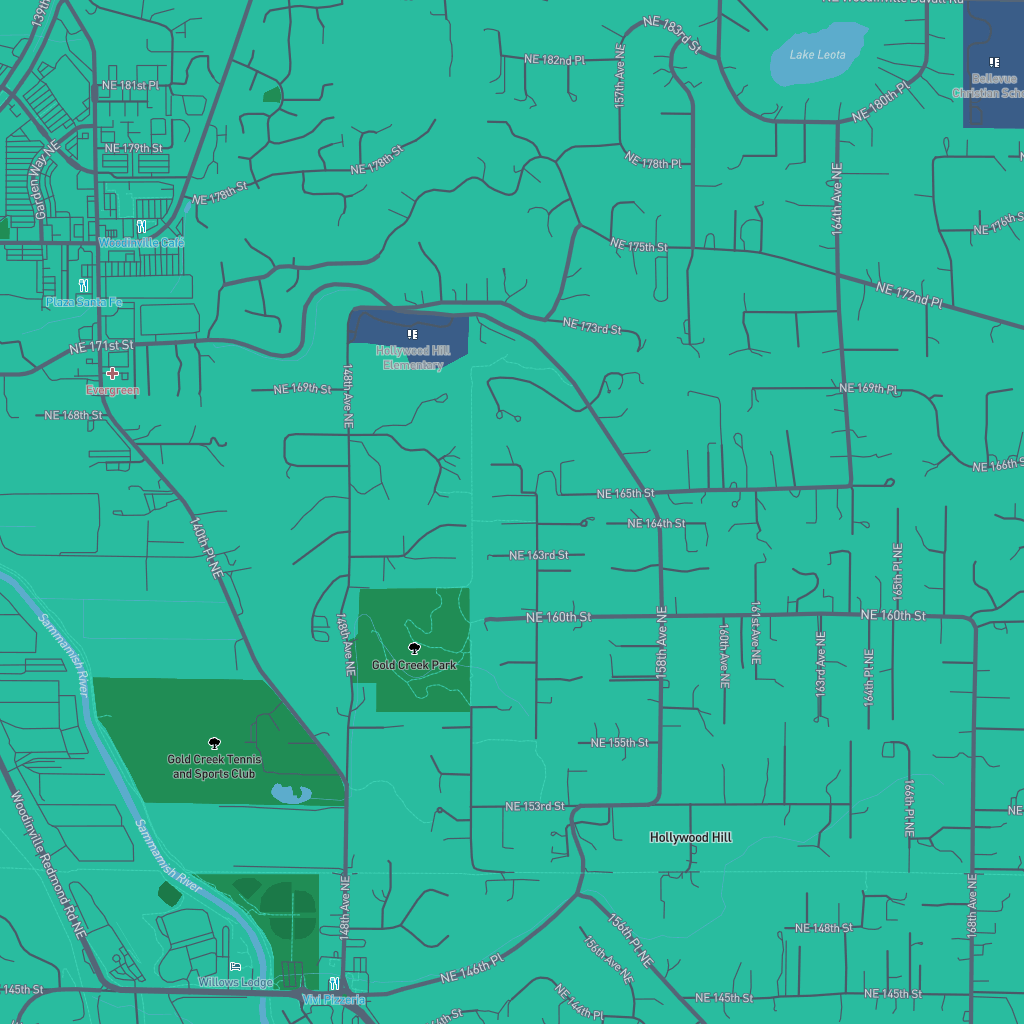 139th
NE Woodinville Duvall Rd
NE 183rd St
NE 182nd Pl
157th Ave NE
Lake Leota
Bellevue
Christian Scho
NE 181st Pl
NE 180th Pl
NE 179th St
Garden Way NE
NE 178th St
NE 178th St
NE 178th Pl
164th Ave NE
Woodinville Café
NE 176th St
NE 175th St
Plaza Santa Fe
NE 172nd Pl
NE 173rd St
NE 171st St
Hollywood Hill
Elementary
148th Ave NE
Evergreen
NE 169th St
NE 169th Pl
NE 168th St
NE 166th S
NE 165th St
NE 164th St
140th Pl NE
NE 163rd St
165th Pl NE
Sammamish River
148th Ave NE
NE 160th St
158th Ave NE
161st Ave NE
160th Ave NE
163rd Ave NE
164th Pl NE
NE 160th St
Gold Creek Park
Gold Creek Tennis
and Sports Club
NE 155th St
Woodinville Redmond Rd NE
Sammamish River
NE 153rd St
169th Pl NE
NE
Hollywood Hill
148th Ave NE
168th Ave NE
NE 148th St
156th Pl NE
156th Ave NE
NE 146th Pl
Willows Lodge
Vivi Pizzeria
145th St
NE 144th Pl
NE 145th St
NE 145th St